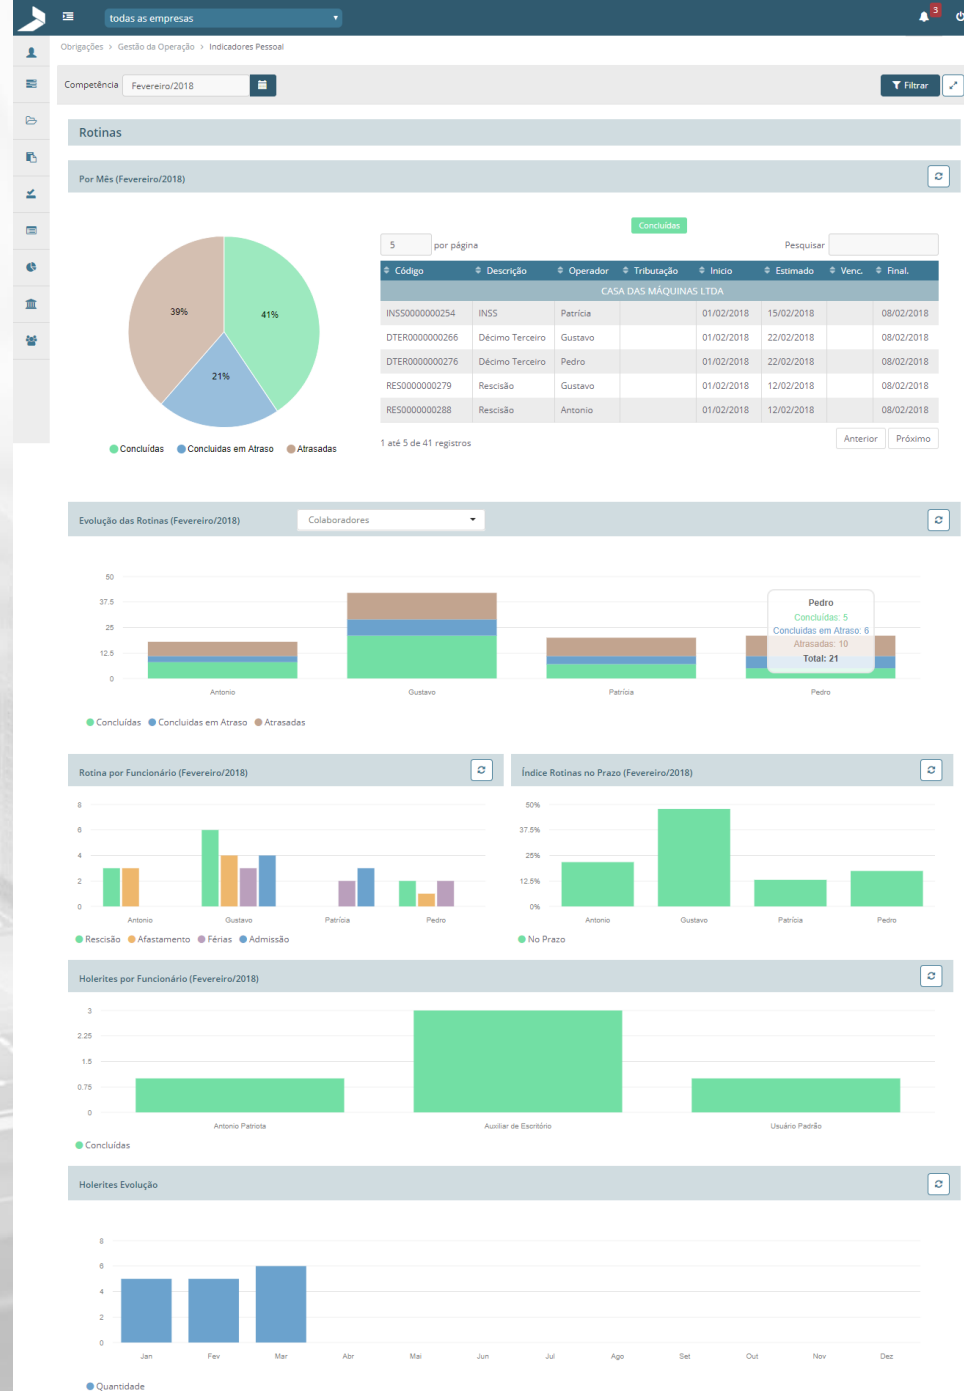 todas as empresas
3
Obrigações > Gestão da Operação > Indicadores Pessoal
Competência Fevereiro/2018 Filtrar
Rotinas
Por Mês (Fevereiro/2018)
39%
41%
21%
Concluídas Concluidas em Atraso Atrasadas
Concluídas
5 por página Pesquisar
Código Descrição Operador Tributação Inicio Estimado Venc. Final.
CASA DAS MÁQUINAS LTDA
INSS0000000254 INSS Patrícia 01/02/2018 15/02/2018 08/02/2018
DTER0000000266 Décimo Terceiro Gustavo 01/02/2018 22/02/2018 08/02/2018
DTER0000000276 Décimo Terceiro Pedro 01/02/2018 22/02/2018 08/02/2018
RES0000000279 Rescisão Gustavo 01/02/2018 12/02/2018 08/02/2018
RES0000000288 Rescisão Antonio 01/02/2018 12/02/2018 08/02/2018
1 até 5 de 41 registros Anterior Próximo
Evolução das Rotinas (Fevereiro/2018) Colaboradores
50
37.5
25
12.5
0
Pedro
Concluídas: 5
Concluidas em Atraso: 6
Atrasadas: 10
Total: 21
Antonio Gustavo Patrícia Pedro
Concluídas Concluidas em Atraso Atrasadas
Rotina por Funcionário (Fevereiro/2018)
8
6
4
2
0
Antonio Gustavo Patrícia Pedro
Rescisão Afastamento Férias Admissão
Índice Rotinas no Prazo (Fevereiro/2018)
50%
37.5%
25%
12.5%
0%
Antonio Gustavo Patrícia Pedro
No Prazo
Holerites por Funcionário (Fevereiro/2018)
3
2.25
1.5
0.75
0
Antonio Patriota Auxiliar de Escritório Usuário Padrão
Concluídas
Holerites Evolução
8
6
4
2
0
Jan Fev Mar Abr Mai Jun Jul Ago Set Out Nov Dez
Quantidade